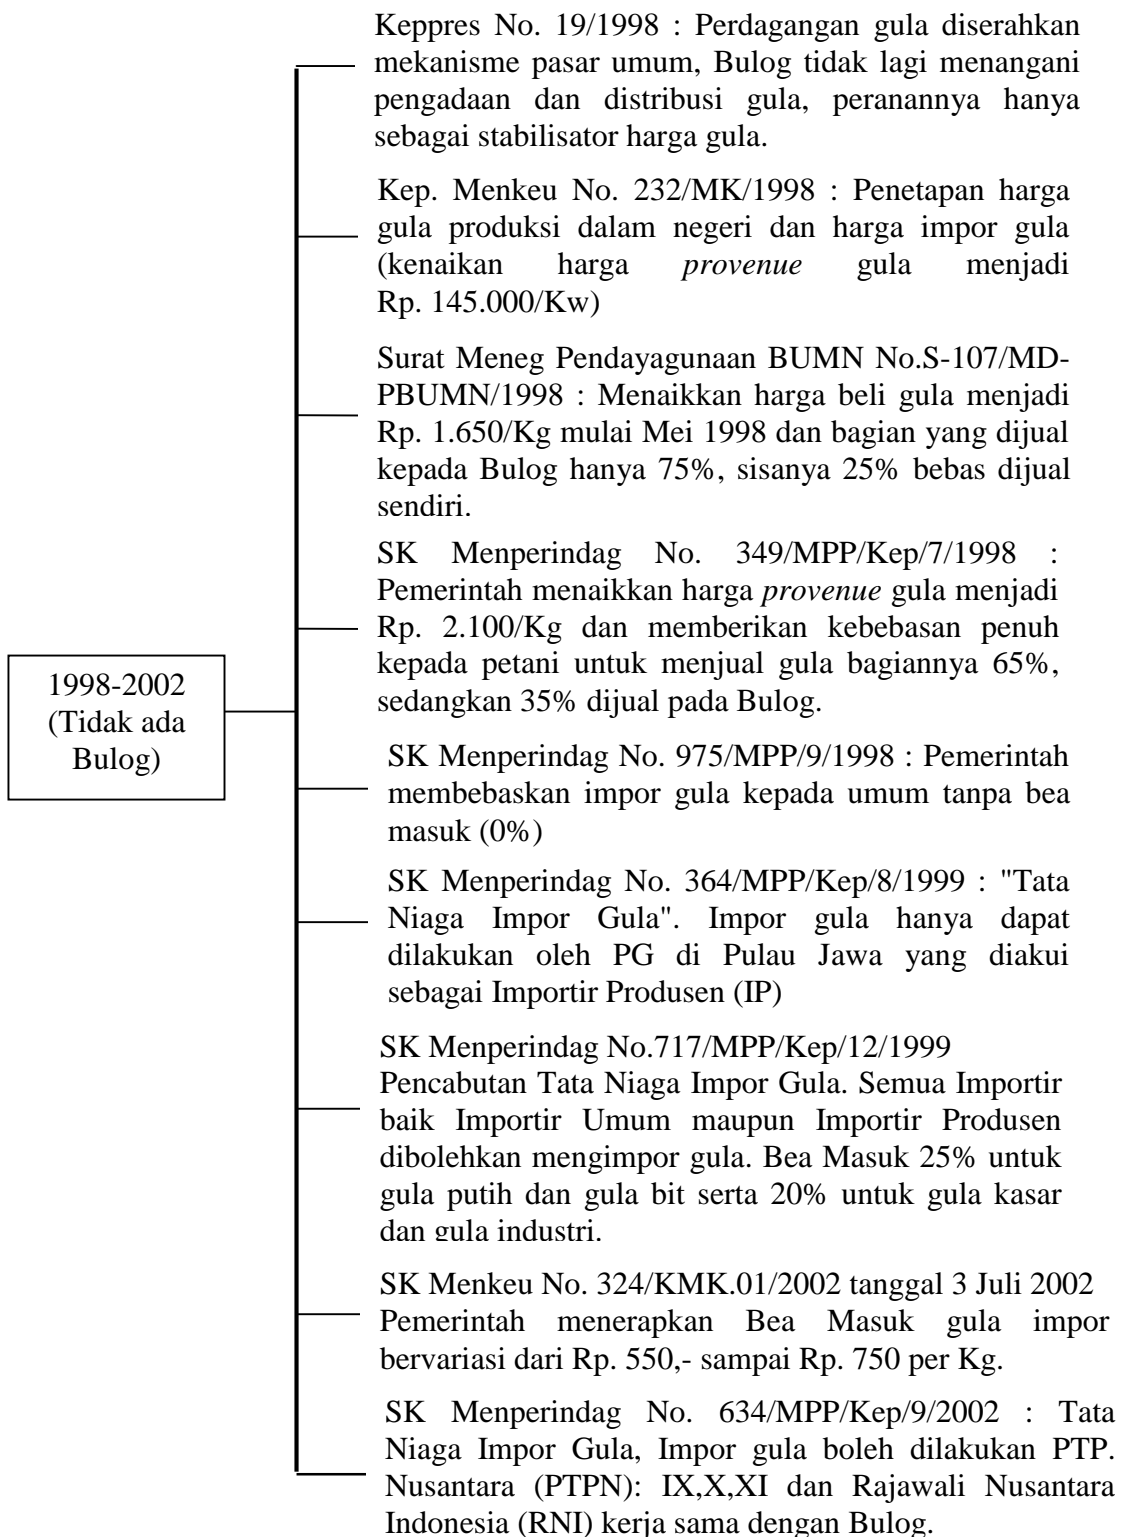 Keppres No. 19/1998 : Perdagangan gula diserahkan
mekanisme pasar umum, Bulog tidak lagi menangani
pengadaan dan distribusi gula, peranannya hanya
sebagai stabilisator harga gula.
Kep. Menkeu No. 232/MK/1998 : Penetapan harga
gula produksi dalam negeri dan harga impor gula
(kenaikan harga provenue gula menjadi
Rp. 145.000/Kw)
Surat Meneg Pendayagunaan BUMN No.S-107/MD-
PBUMN/1998 : Menaikkan harga beli gula menjadi
Rp. 1.650/Kg mulai Mei 1998 dan bagian yang dijual
kepada Bulog hanya 75%, sisanya 25% bebas dijual
sendiri.
SK Menperindag No. 349/MPP/Kep/7/1998 :
Pemerintah menaikkan harga provenue gula menjadi
Rp. 2.100/Kg dan memberikan kebebasan penuh
kepada petani untuk menjual gula bagiannya 65%,
sedangkan 35% dijual pada Bulog.
1998-2002
(Tidak ada
Bulog)
SK Menperindag No. 975/MPP/9/1998 : Pemerintah
membebaskan impor gula kepada umum tanpa bea
masuk (0%)
SK Menperindag No. 364/MPP/Kep/8/1999 : "Tata
Niaga Impor Gula". Impor gula hanya dapat
dilakukan oleh PG di Pulau Jawa yang diakui
sebagai Importir Produsen (IP)
SK Menperindag No.717/MPP/Kep/12/1999
Pencabutan Tata Niaga Impor Gula. Semua Importir
baik Importir Umum maupun Importir Produsen
dibolehkan mengimpor gula. Bea Masuk 25% untuk
gula putih dan gula bit serta 20% untuk gula kasar
dan gula industri.
SK Menkeu No. 324/KMK.01/2002 tanggal 3 Juli 2002
Pemerintah menerapkan Bea Masuk gula impor
bervariasi dari Rp. 550,- sampai Rp. 750 per Kg.
SK Menperindag No. 634/MPP/Kep/9/2002 : Tata
Niaga Impor Gula, Impor gula boleh dilakukan PTP.
Nusantara (PTPN): IX,X,XI dan Rajawali Nusantara
Indonesia (RNI) kerja sama dengan Bulog.